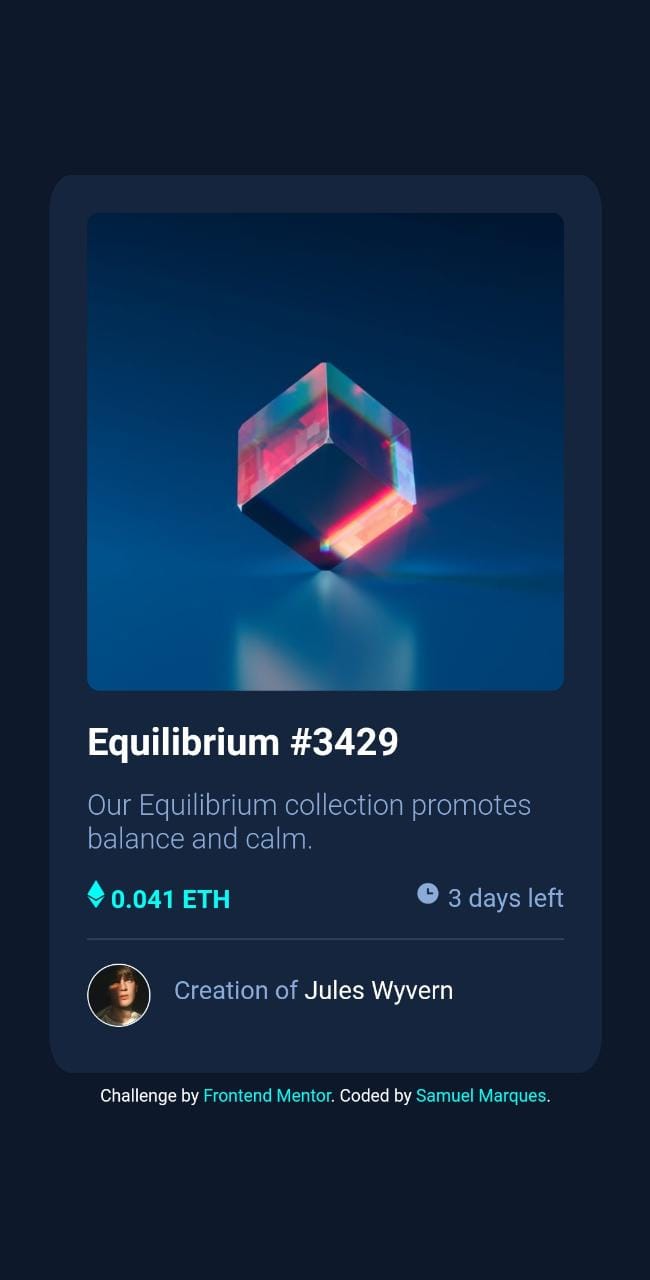 Equilibrium #3429
Our Equilibrium collection promotes
balance and calm.
0.041 ETH
3 days left
Creation of Jules Wyvern
Challenge by Frontend Mentor. Coded by Samuel Marques.